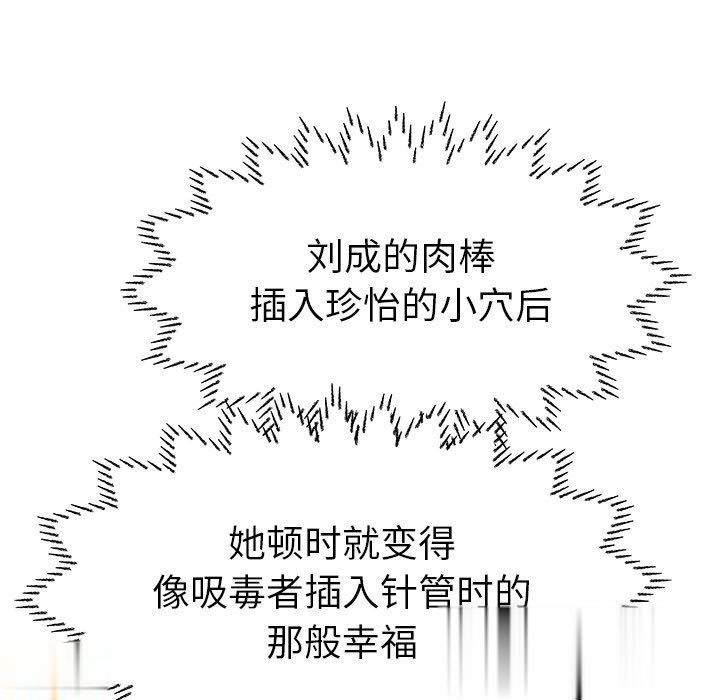 刘成的肉棒
插入珍怡的小穴后
她顿时就变得
像吸毒者插入针管时的
那般幸福